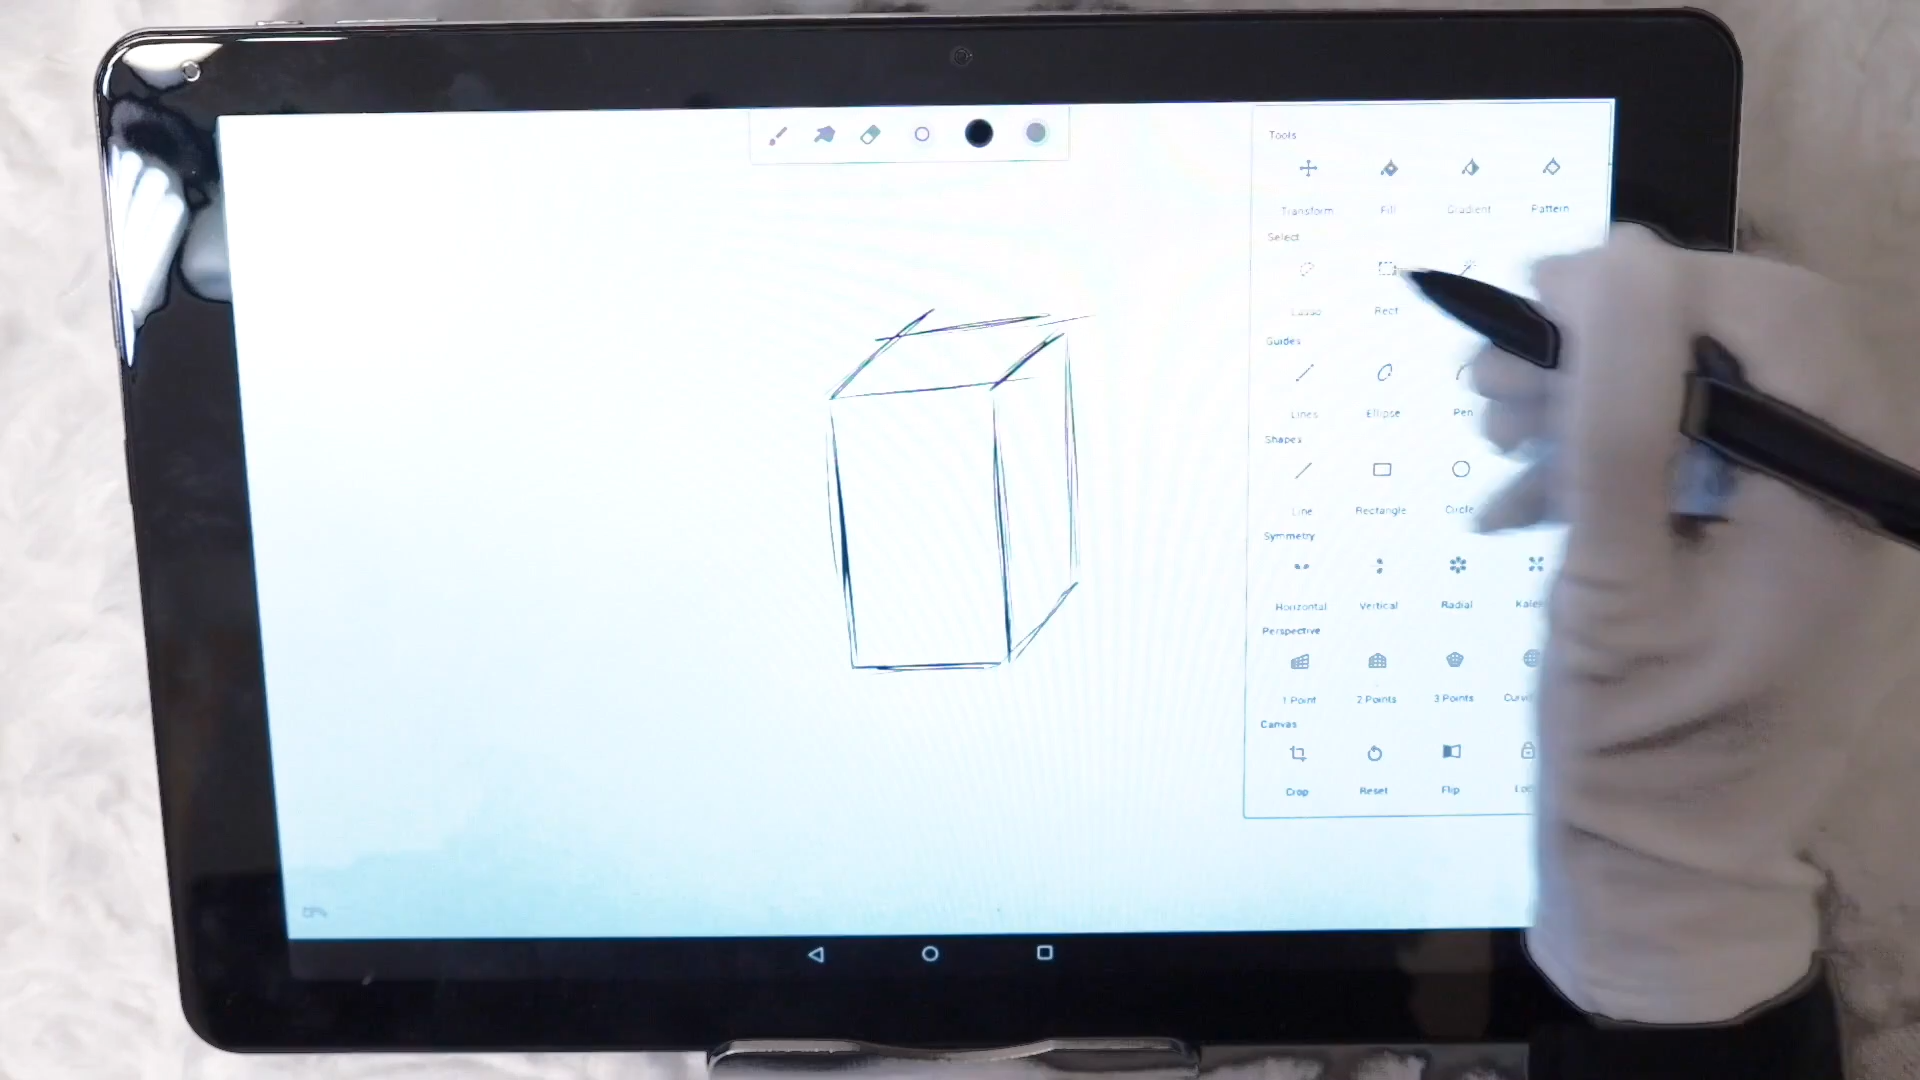 Tools
Transform Fill Gradient Pattern
Select
Lasso Rect
Guides
Lines Ellipse Pen
Shapes
Line Rectangle Circle
Symmetry
Horizontal Vertical Radial
Perspective
1 Point 2 Points 3 Points
Canvas
Crop Reset Flip